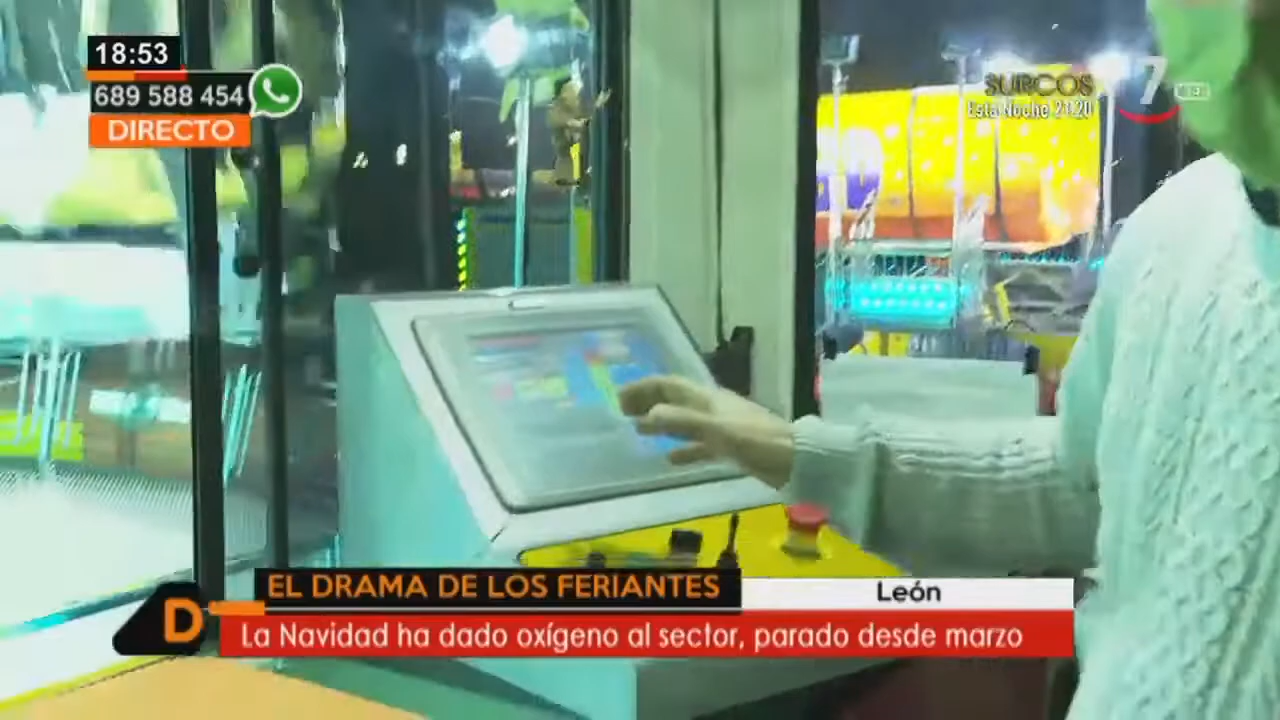 18:53
689 588 454
DIRECTO
SURCOS
Esta Noche 21:20
7
EL DRAMA DE LOS FERIANTES
León
D
La Navidad ha dado oxígeno al sector, parado desde marzo